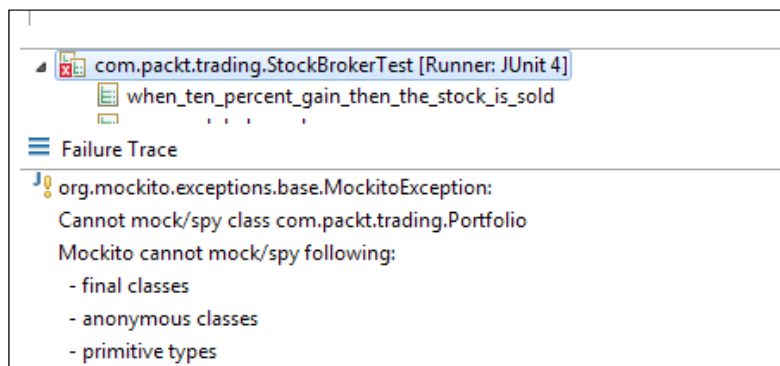 com.packt.trading.StockBrokerTest [Runner: JUnit 4]
when_ten_percent_gain_then_the_stock_is_sold
Failure Trace
org.mockito.exceptions.base.MockitoException:
Cannot mock/spy class com.packt.trading.Portfolio
Mockito cannot mock/spy following:
- final classes
- anonymous classes
- primitive types